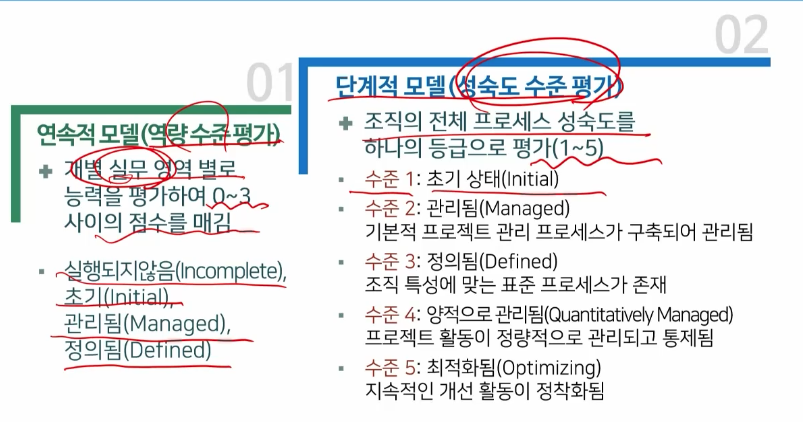 01
연속적 모델(역량 수준 평가)
개별 실무 영역 별로
능력을 평가하여 0~3
사이의 점수를 매김
실행되지않음(Incomplete),
초기(Initial),
관리됨(Managed),
정의됨(Defined)
02
단계적 모델(성숙도 수준 평가)
조직의 전체 프로세스 성숙도를
하나의 등급으로 평가(1~5)
수준 1: 초기 상태(Initial)
수준 2: 관리됨(Managed)
기본적 프로젝트 관리 프로세스가 구축되어 관리됨
수준 3: 정의됨(Defined)
조직 특성에 맞는 표준 프로세스가 존재
수준 4: 양적으로 관리됨(Quantitatively Managed)
프로젝트 활동이 정량적으로 관리되고 통제됨
수준 5: 최적화됨(Optimizing)
지속적인 개선 활동이 정착화됨